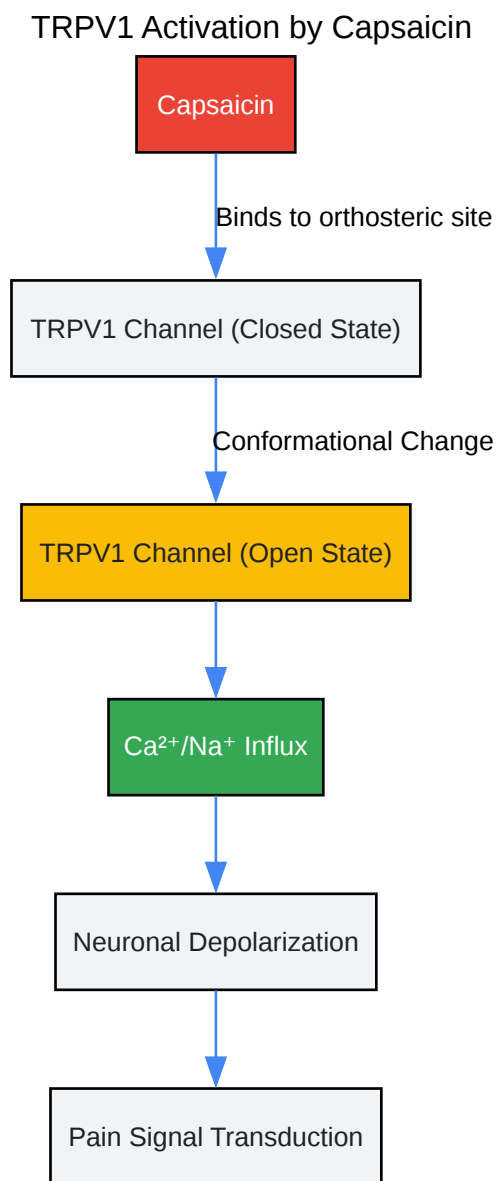 TRPV1 Activation by Capsaicin
Capsaicin
Binds to orthosteric site
TRPV1 Channel (Closed State)
Conformational Change
TRPV1 Channel (Open State)
Ca²⁺/Na⁺ Influx
Neuronal Depolarization
Pain Signal Transduction